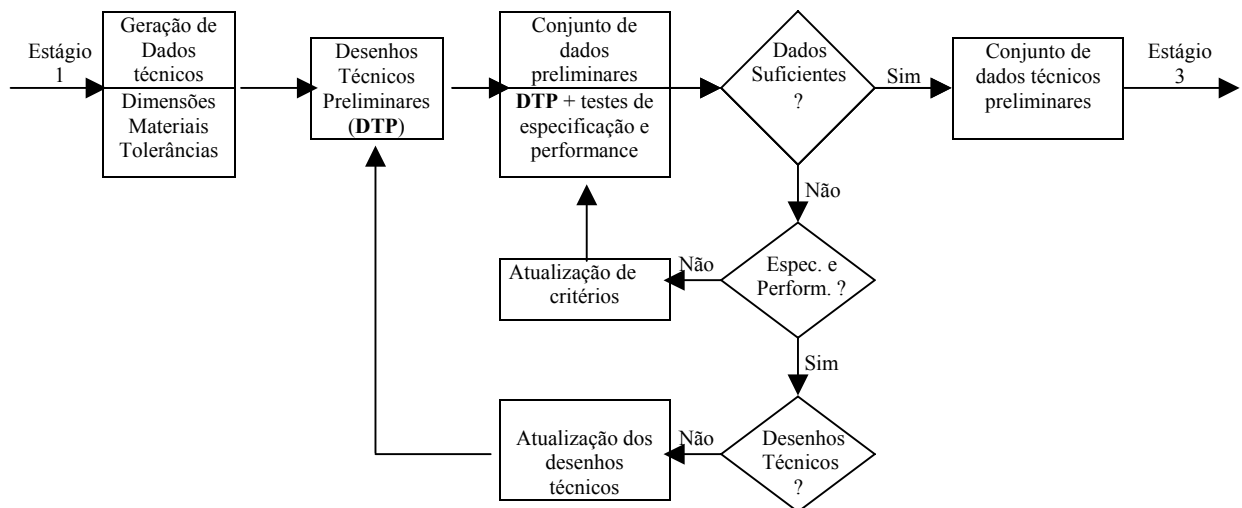 Estágio
1
Geração de
Dados
técnicos
Dimensões
Materiais
Tolerâncias
Desenhos
Técnicos
Preliminares
(DTP)
Conjunto de
dados
preliminares
DTP + testes de
especificação e
performance
Dados
Suficientes
?
Sim
Conjunto de
dados técnicos
preliminares
Estágio
3
Não
Espec. e
Perform. ?
Não
Atualização de
critérios
Sim
Desenhos
Técnicos
?
Não
Atualização dos
desenhos
técnicos